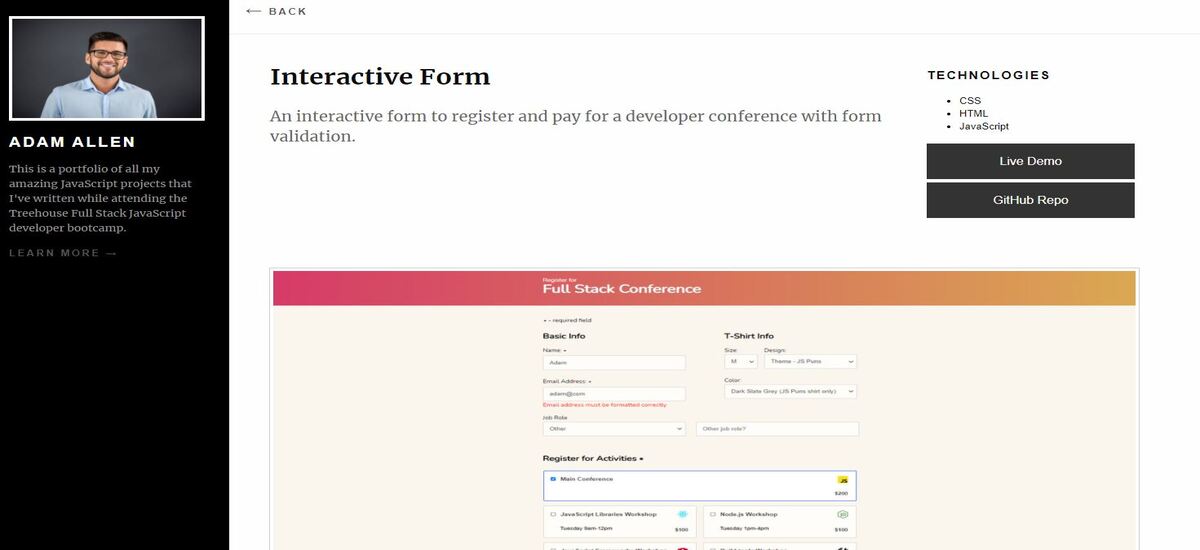 ← BACK
ADAM ALLEN
This is a portfolio of all my
amazing JavaScript projects that
I've written while attending the
Treehouse Full Stack JavaScript
developer bootcamp.
LEARN MORE →
Interactive Form
An interactive form to register and pay for a developer conference with form
validation.
TECHNOLOGIES
• CSS
• HTML
• JavaScript
Live Demo
GitHub Repo
Register for
Full Stack Conference
* - required field
Basic Info
Name: *
Adam
Email Address: *
adam@com
Email address must be formatted correctly
Job Role
Other
Other job role?
T-Shirt Info
Size: Design:
M Theme - JS Puns
Color:
Dark Slate Grey (JS Puns shirt only)
Register for Activities *
Main Conference
JS
$200
JavaScript Libraries Workshop
Tuesday 9am-12pm $100
Node.js Workshop
Tuesday 1pm-4pm $100